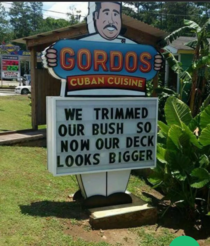 GORDOS
CUBAN CUISINE
WE TRIMMED
OUR BUSH SO
NOW OUR DECK
LOOKS BIGGER